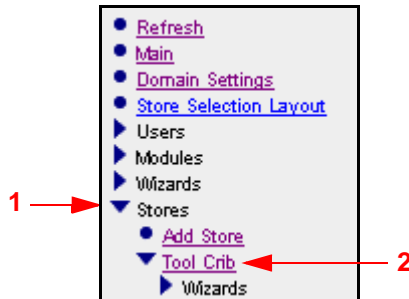 Refresh
Main
Domain Settings
Store Selection Layout
Users
Modules
Wizards
1 Stores
Add Store
Tool Crib 2
Wizards